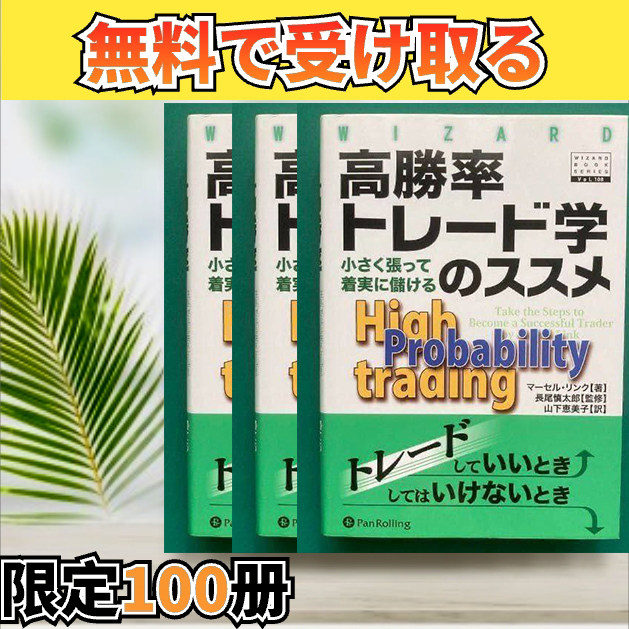 無料で受け取る
WIZARD
WIZARD
BOOK
SERIES
Vol.108
高勝率
トレード学
のススメ
小さく張って
着実に儲ける
Take the Steps to
Become a Successful Trader
High
Probability
trading
マーセル・リンク【著】
長尾慎太郎【監修】
山下恵美子【訳】
トレードしていいとき
してはいけないとき
PanRolling
限定100冊